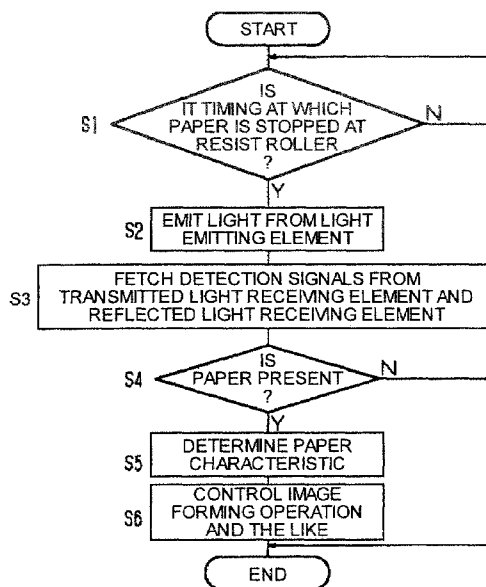 START
S1
IS
IT TIMING AT WHICH
PAPER IS STOPPED AT
RESIST ROLLER
?
N
Y
S2
EMIT LIGHT FROM LIGHT
EMITTING ELEMENT
S3
FETCH DETECTION SIGNALS FROM
TRANSMITTED LIGHT RECEIVING ELEMENT AND
REFLECTED LIGHT RECEIVING ELEMENT
S4
IS
PAPER PRESENT
?
N
Y
S5
DETERMINE PAPER
CHARACTERISTIC
S6
CONTROL IMAGE
FORMING OPERATION
AND THE LIKE
END